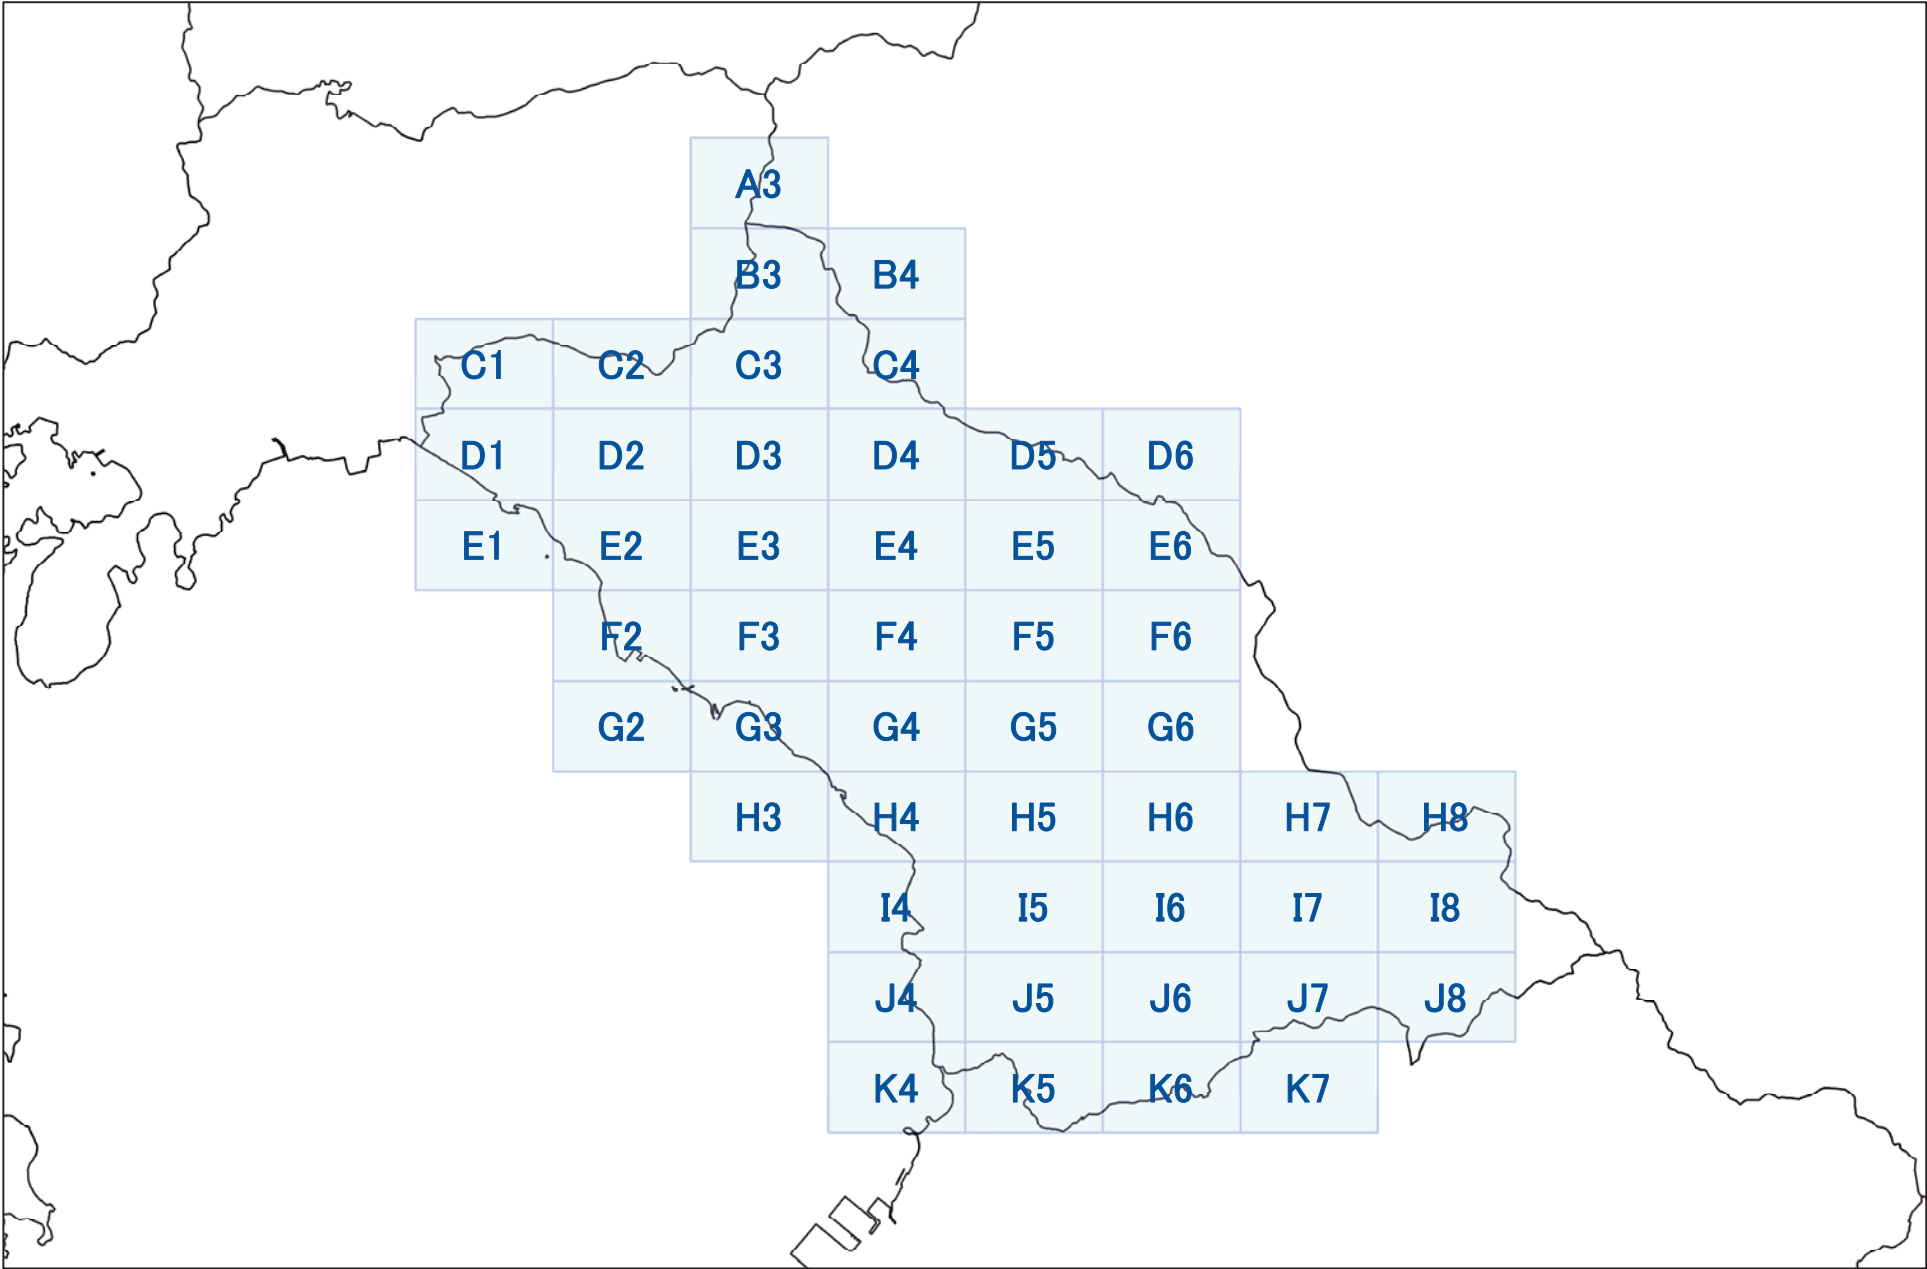 A3
B3 B4
C1 C2 C3 C4
D1 D2 D3 D4 D5 D6
E1 E2 E3 E4 E5 E6
F2 F3 F4 F5 F6
G2 G3 G4 G5 G6
H3 H4 H5 H6 H7 H8
I4 I5 I6 I7 I8
J4 J5 J6 J7 J8
K4 K5 K6 K7